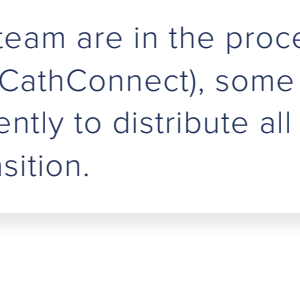 team are in the proce
CathConnect), some
ently to distribute all
sition.